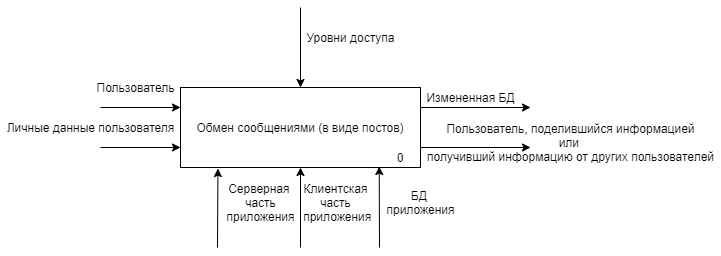 Уровни доступа
Пользователь
Личные данные пользователя
Обмен сообщениями (в виде постов)
0
Измененная БД
Пользователь, поделившийся информацией
или
получивший информацию от других пользователей
Серверная
часть
приложения
Клиентская
часть
приложения
БД
приложения